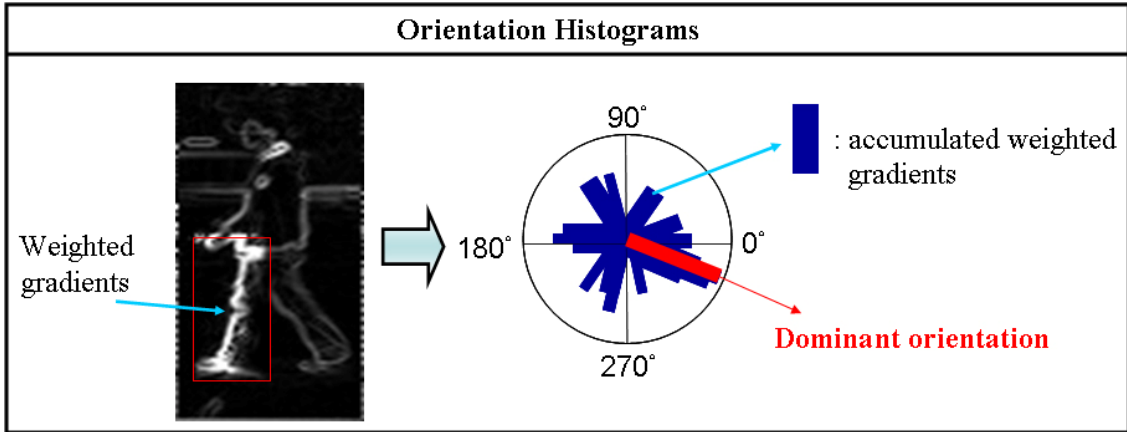 Orientation Histograms
Weighted
gradients
90°
180°
0°
270°
: accumulated weighted
gradients
Dominant orientation